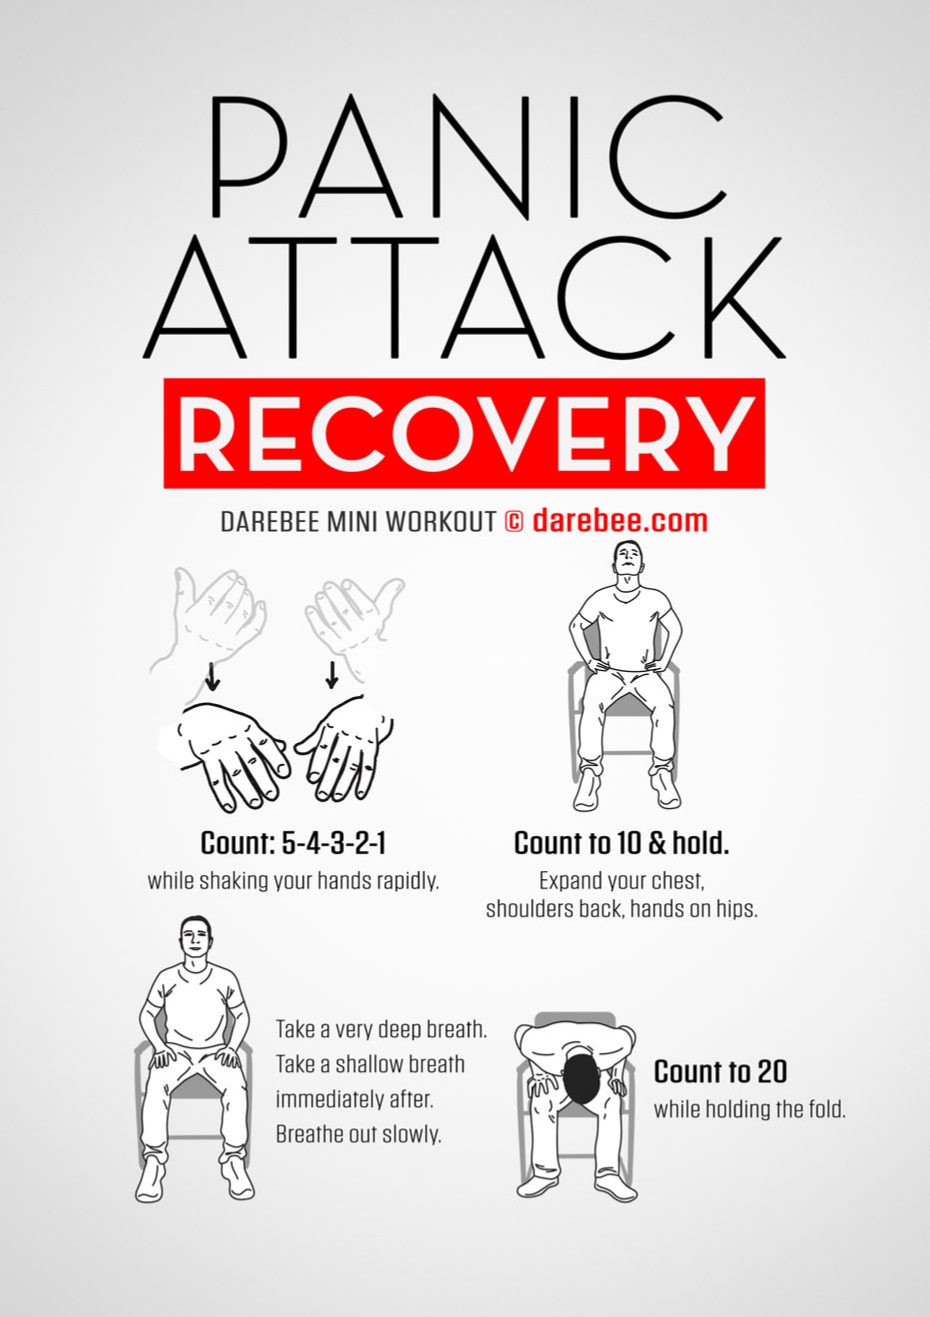 PANIC
ATTACK
RECOVERY
DAREBEE MINI WORKOUT © darebee.com
Count: 5-4-3-2-1
while shaking your hands rapidly.
Count to 10 & hold.
Expand your chest,
shoulders back, hands on hips.
Take a very deep breath.
Take a shallow breath
immediately after.
Breathe out slowly.
Count to 20
while holding the fold.